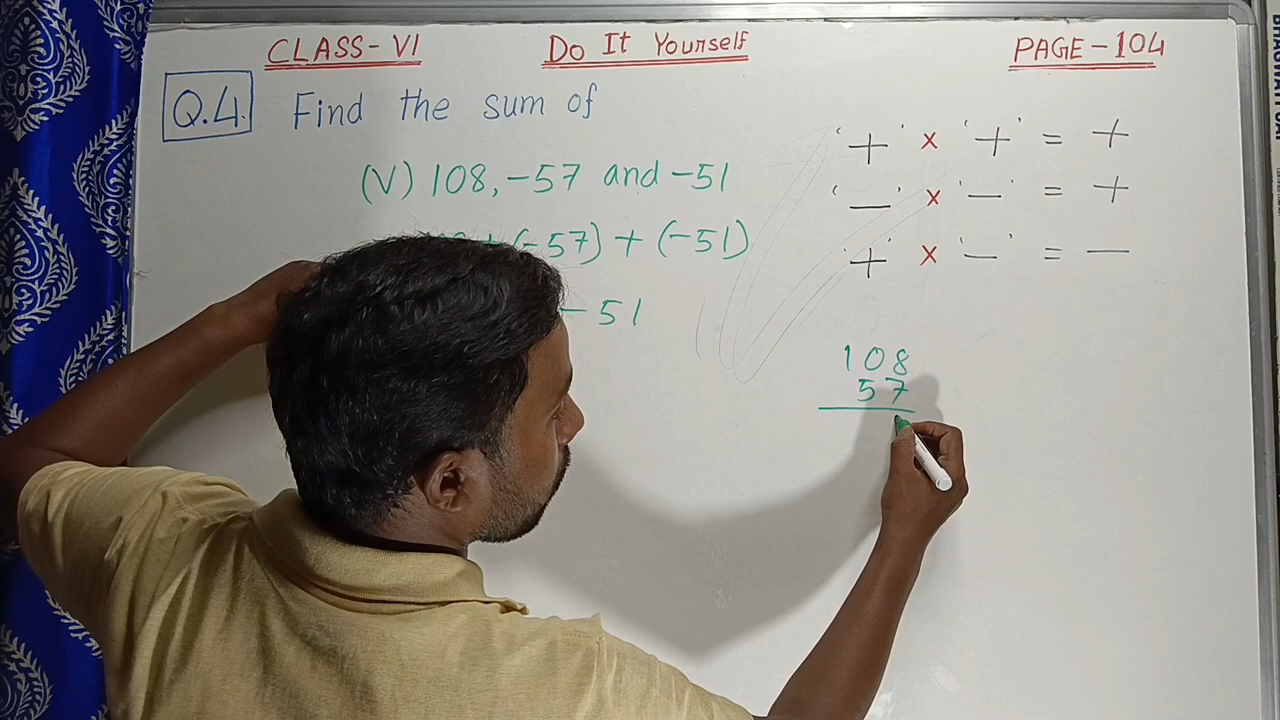 CLASS-VI Do It Yourself PAGE-104
Q.4. Find the sum of
(V) 108, -57 and -51
(-57) + (-51)
- 51
'+' × '+' = +
'-' × '-' = +
'+' × '-' = -
108
57